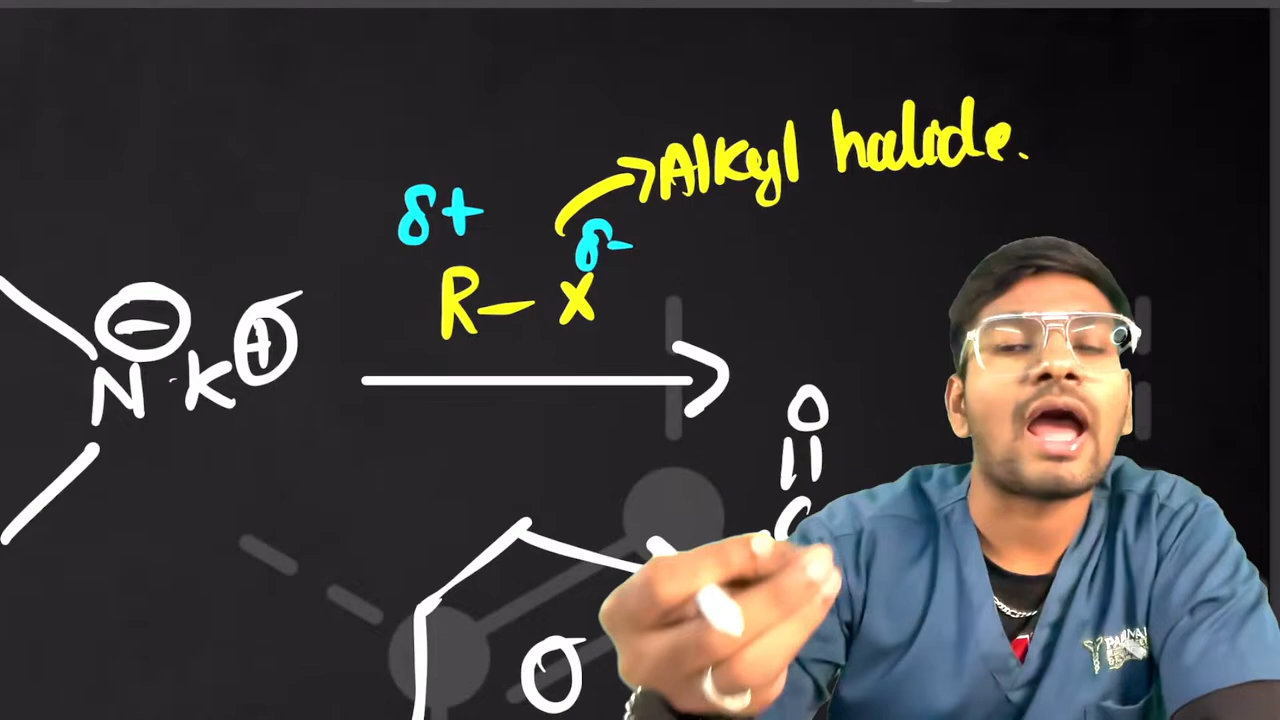 Alkyl halide.
δ+
δ-
R-X
N⊖ K⊕
O
C